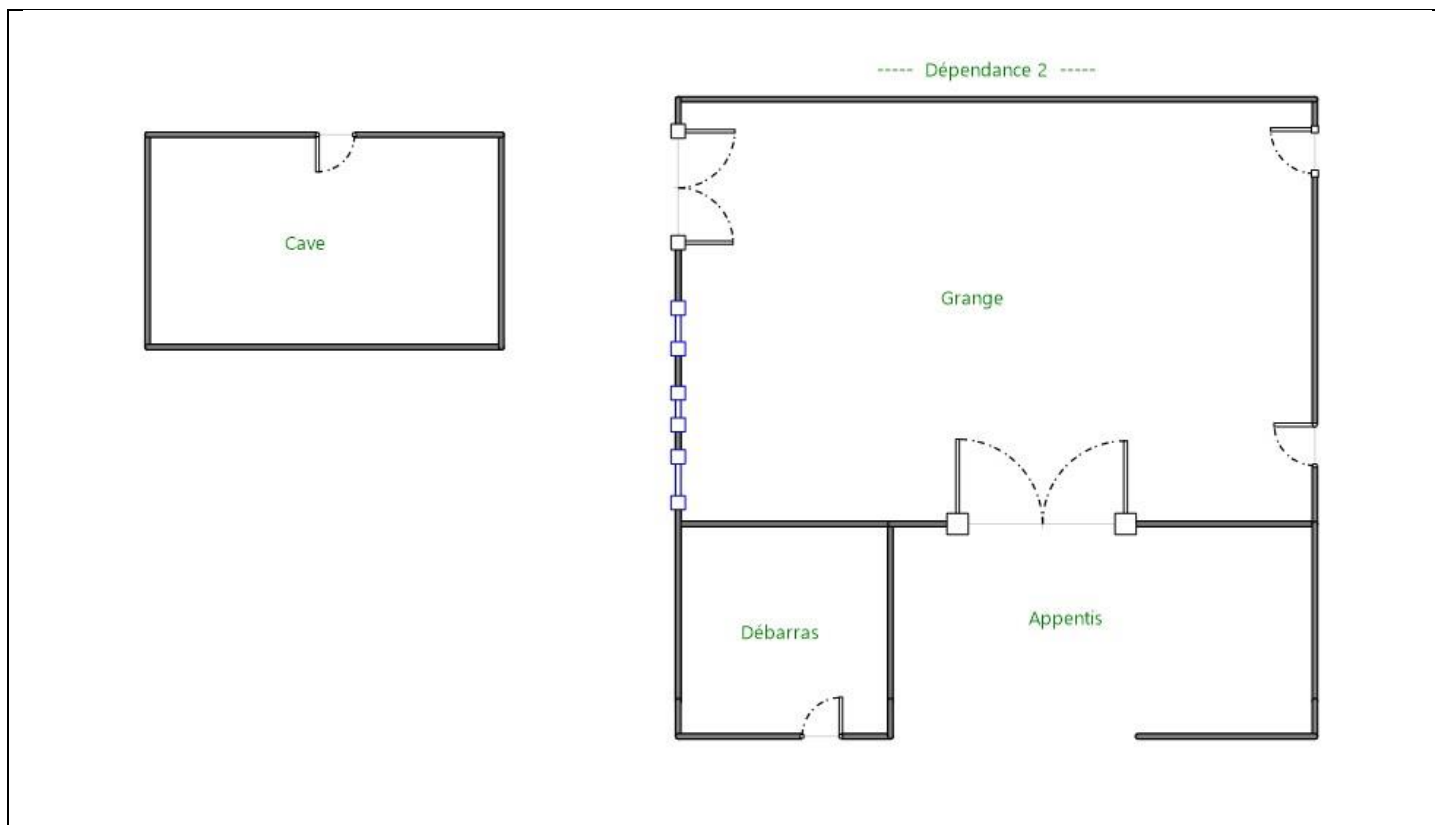 ----- Dépendance 2 -----
Cave
Grange
Débarras
Appentis